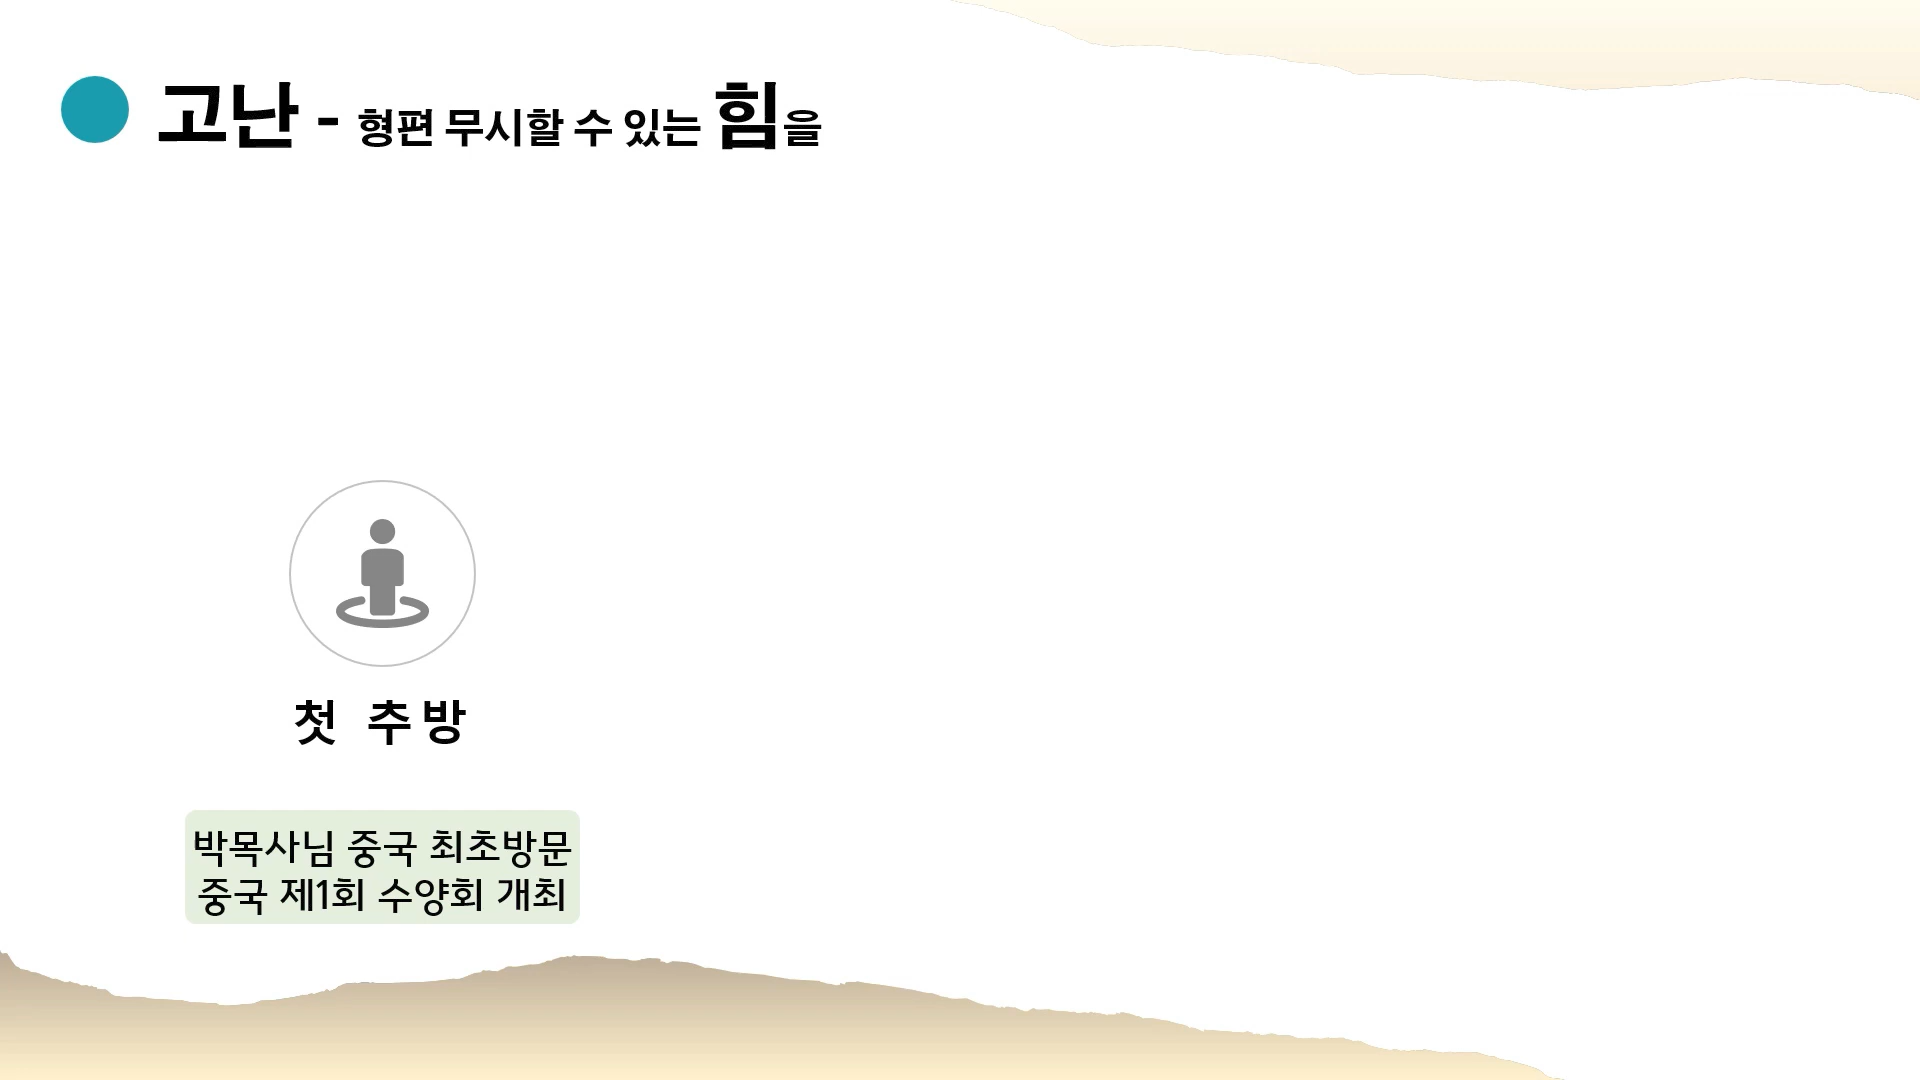 고난 - 형편 무시할 수 있는 힘을
첫 추방
박목사님 중국 최초방문
중국 제1회 수양회 개최